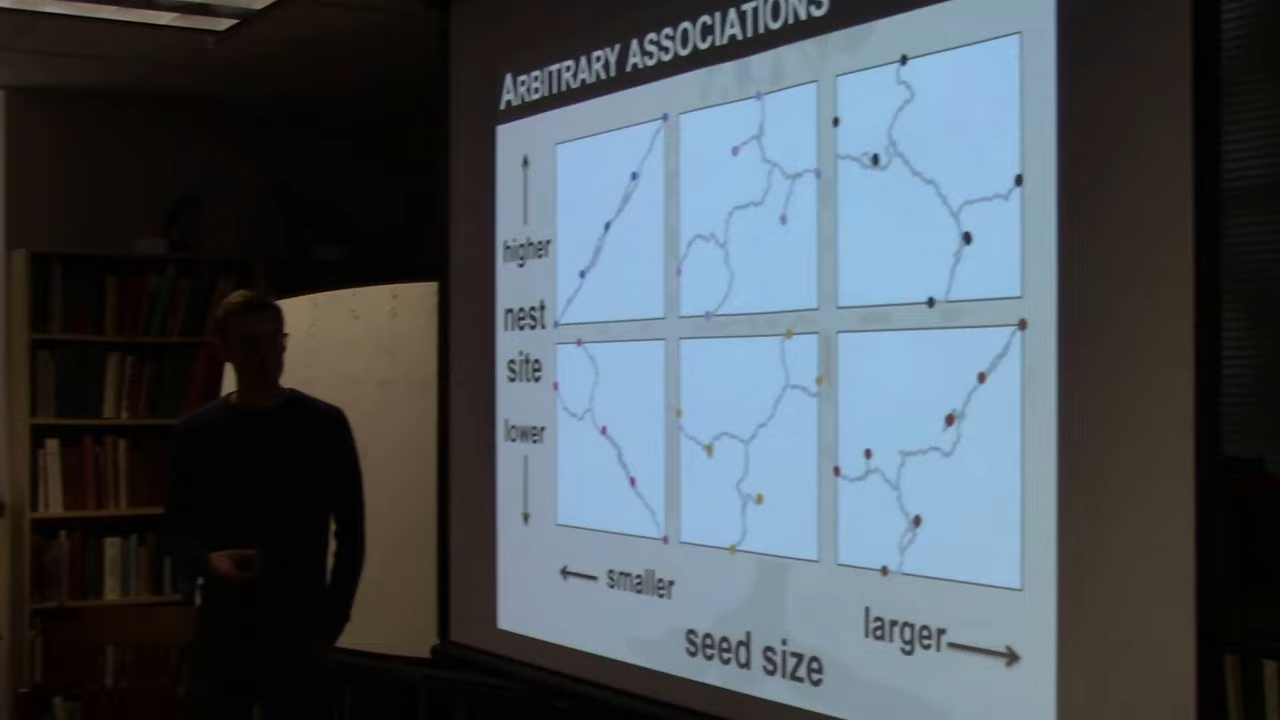 ARBITRARY ASSOCIATIONS
higher
nest
site
lower
smaller
larger
seed size